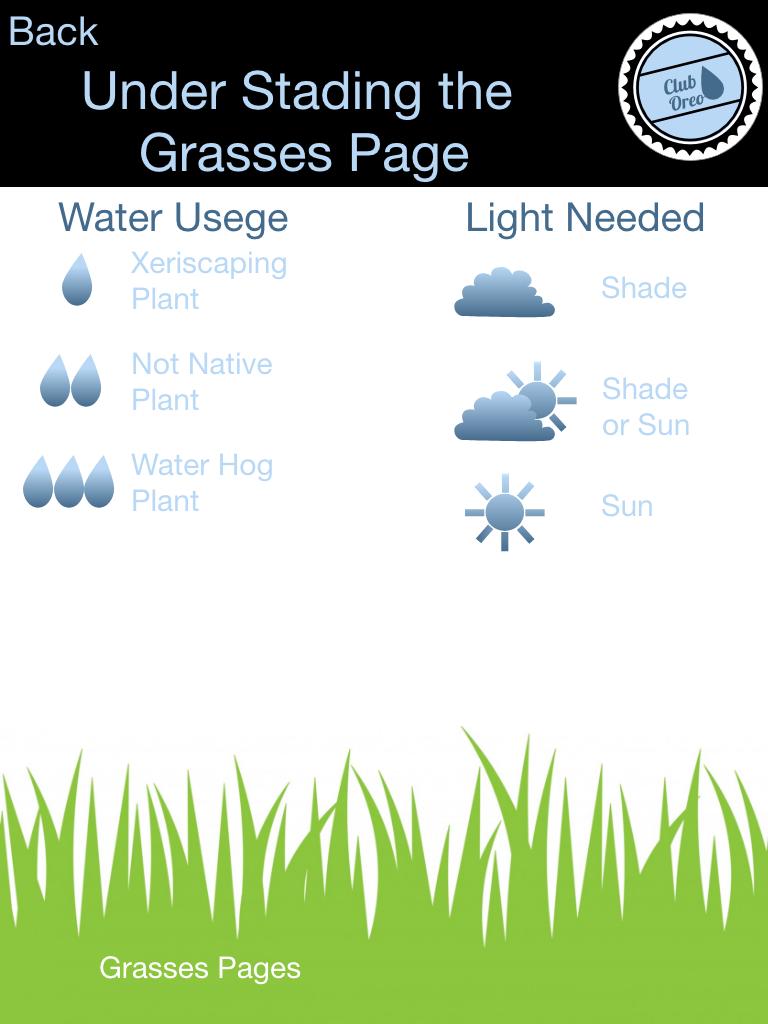 Back
Under Stading the
Grasses Page
Club
Oreo
Water Usege
Xeriscaping
Plant
Not Native
Plant
Water Hog
Plant
Light Needed
Shade
Shade
or Sun
Sun
Grasses Pages